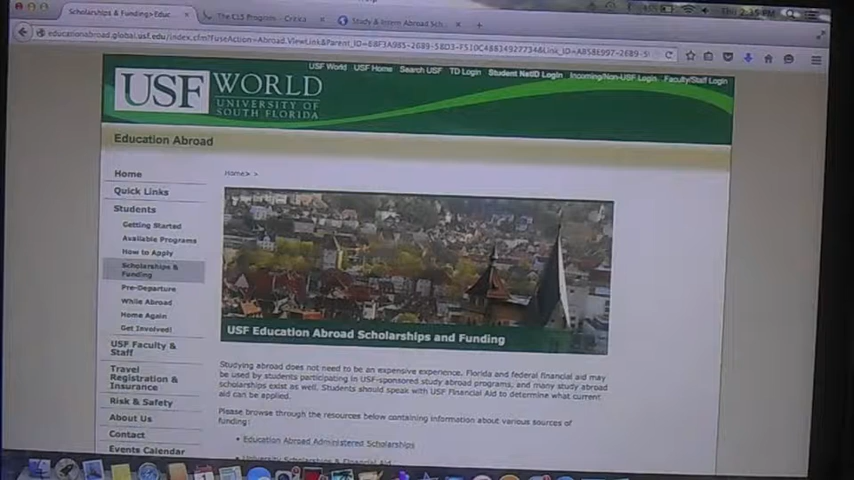 Scholarships & Funding> Educ...
The CLS Program - Critica
Study & Intern Abroad Sch...
USF World USF Home Search USF TD Login Student NetID Login Incoming/Non-USF Login Faculty/Staff Login
USF WORLD
UNIVERSITY OF
SOUTH FLORIDA
Education Abroad
Home
Quick Links
Students
Getting Started
Available Programs
How to Apply
Scholarships &
Funding
Pre-Departure
While Abroad
Home Again
Get Involved!
USF Faculty &
Staff
Travel
Registration &
Insurance
Risk & Safety
About Us
Contact
Events Calendar
Home> >
USF Education Abroad Scholarships and Funding
Studying abroad does not need to be an expensive experience. Florida and federal financial aid may
be used by students participating in USF-sponsored study abroad programs, and many study abroad
scholarships exist as well. Students should speak with USF Financial Aid to determine what current
aid can be applied.
Please browse through the resources below containing information about various sources of
funding:
• Education Abroad Administered Scholarships
• University Scholarships & Financial Aid